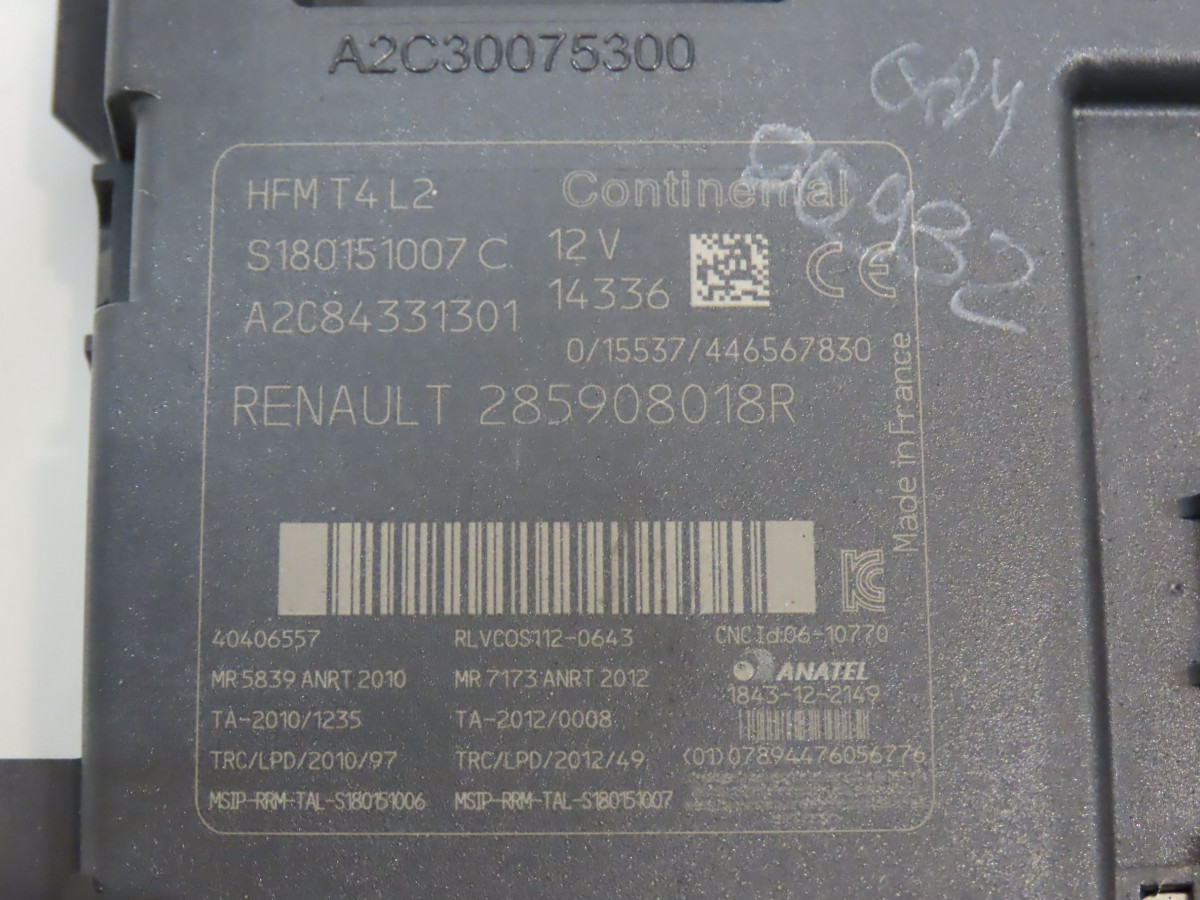 A2C30075300
HFM T4 L2
Continental
S180151007 C
12 V
14336
A2C84331301
CE
0/15537/446567830
RENAULT 285908018R
Made in France
40406557
RLVCOS112-0643
CNC Id:06-10770
MR 5839 ANRT 2010
MR 7173 ANRT 2012
ANATEL
1843-12-2149
TA-2010/1235
TA-2012/0008
TRC/LPD/2010/97
TRC/LPD/2012/49
(01)07894476056776
MSIP-RRM-TAL-S180151006
MSIP-RRM-TAL-S180151007